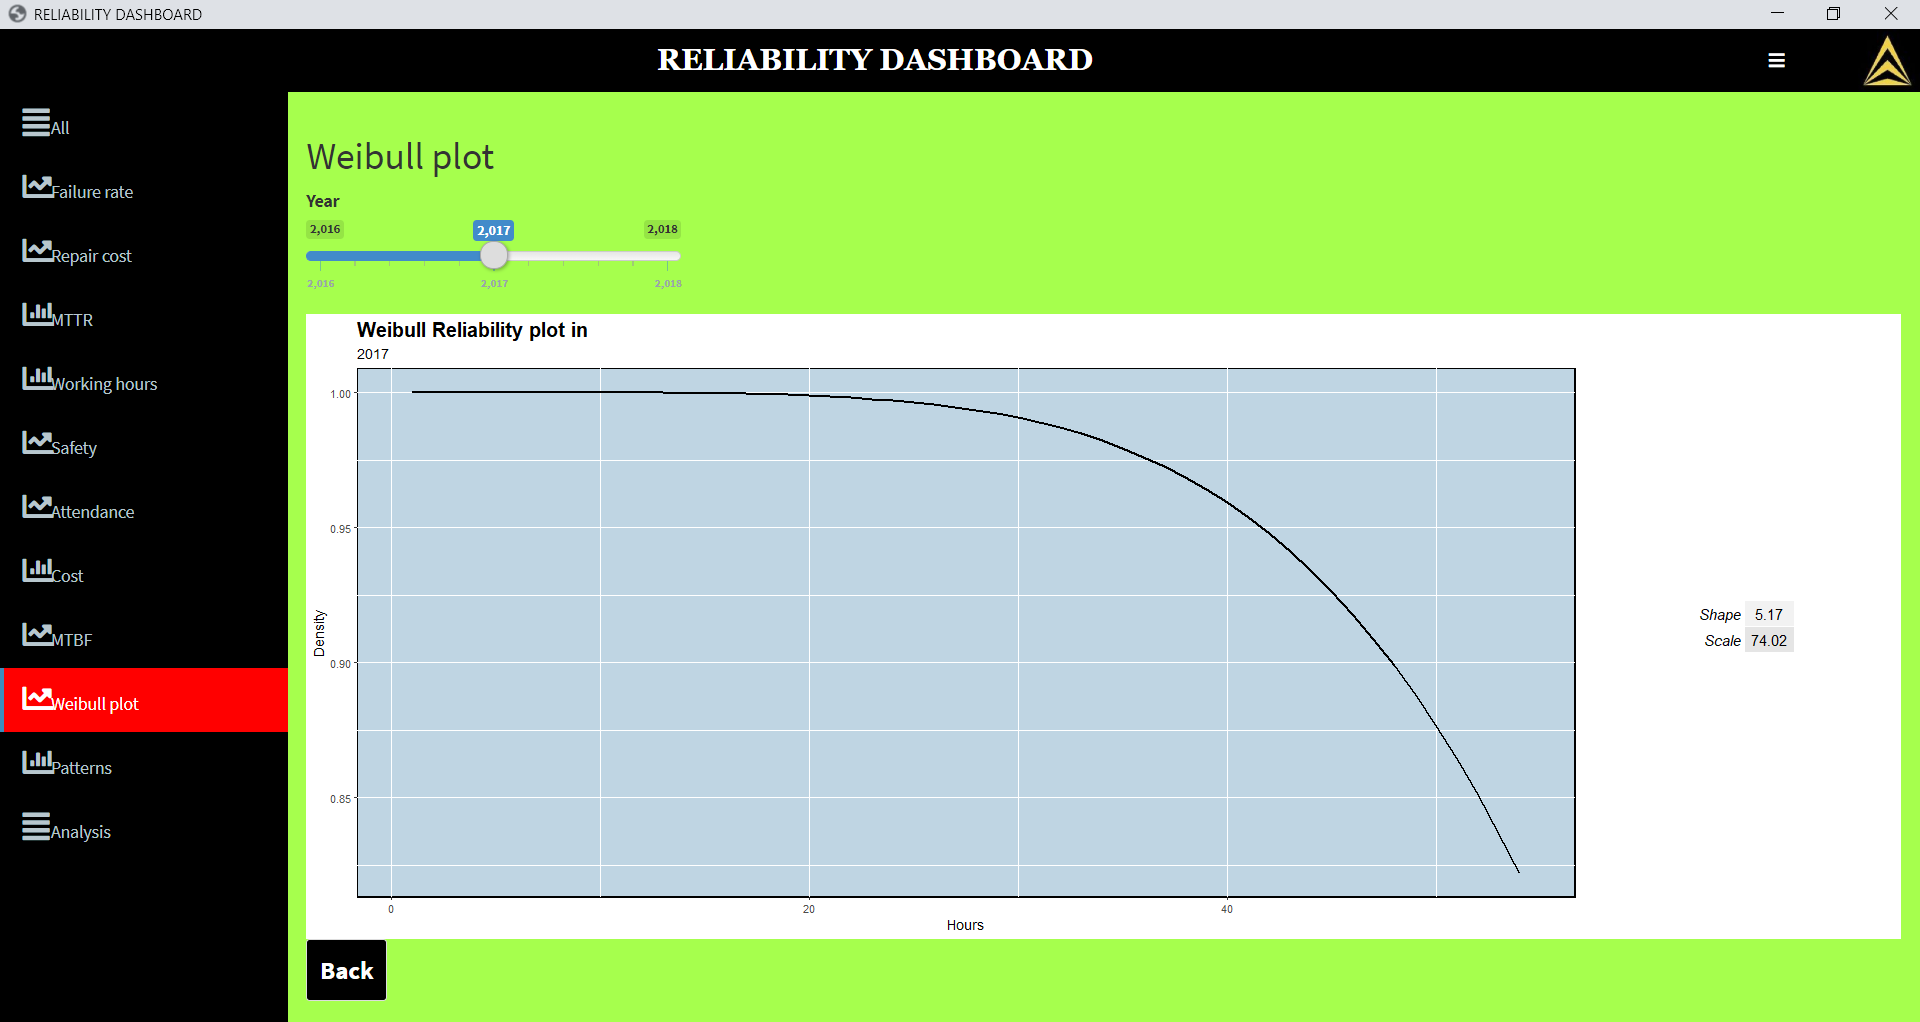 RELIABILITY DASHBOARD
RELIABILITY DASHBOARD
All
Failure rate
Repair cost
MTTR
Working hours
Safety
Attendance
Cost
MTBF
Weibull plot
Patterns
Analysis
Weibull plot
Year
2,016 2,017 2,018
2,016 2,017 2,018
Weibull Reliability plot in
2017
1.00
0.95
0.90
0.85
Density
0 20 40
Hours
Shape 5.17
Scale 74.02
Back